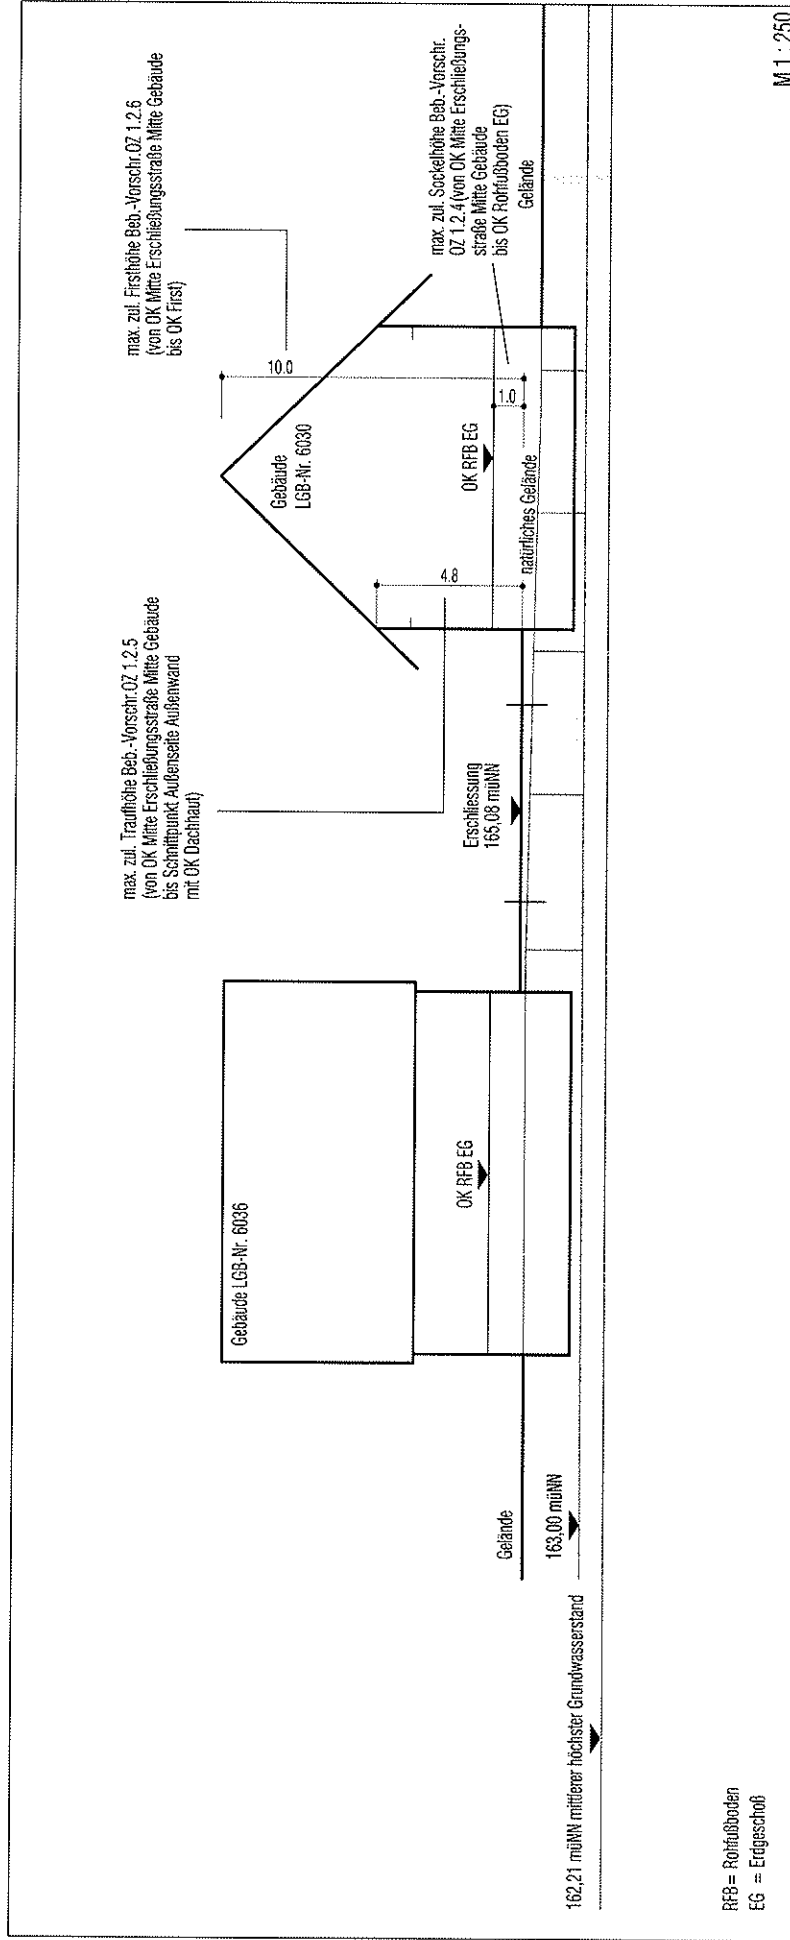 max. zul. Traufhöhe Beb.-Vorschr.OZ 1.2.5
(von OK Mitte Erschließungsstraße Mitte Gebäude
bis Schnittpunkt Außenseite Außenwand
mit OK Dachhaut)
max. zul. Firsthöhe Beb.-Vorschr.OZ 1.2.6
(von OK Mitte Erschließungsstraße Mitte Gebäude
bis OK First)
max. zul. Sockelhöhe Beb.-Vorschr.
OZ 1.2.4 (von OK Mitte Erschließungs-
straße Mitte Gebäude
bis OK Rohfußboden EG)
Gebäude LGB-Nr. 6036
OK RFB EG
Gebäude
LGB-Nr. 6030
10.0
4.8
1.0
OK RFB EG
natürliches Gelände
Gelände
Erschliessung
165,08 müNN
Gelände
163,00 müNN
162,21 müNN mittlerer höchster Grundwasserstand
RFB = Rohfußboden
EG = Erdgeschoß
M 1 : 250